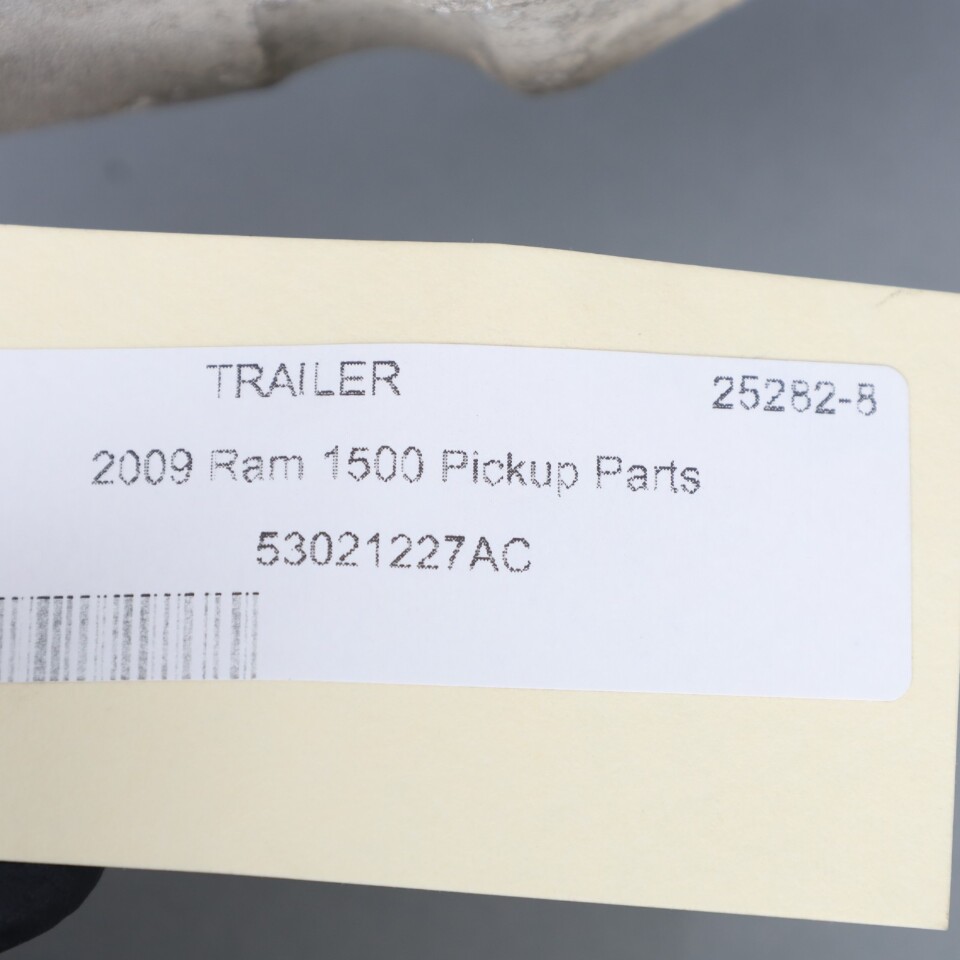 TRAILER 25282-8
2009 Ram 1500 Pickup Parts
53021227AC